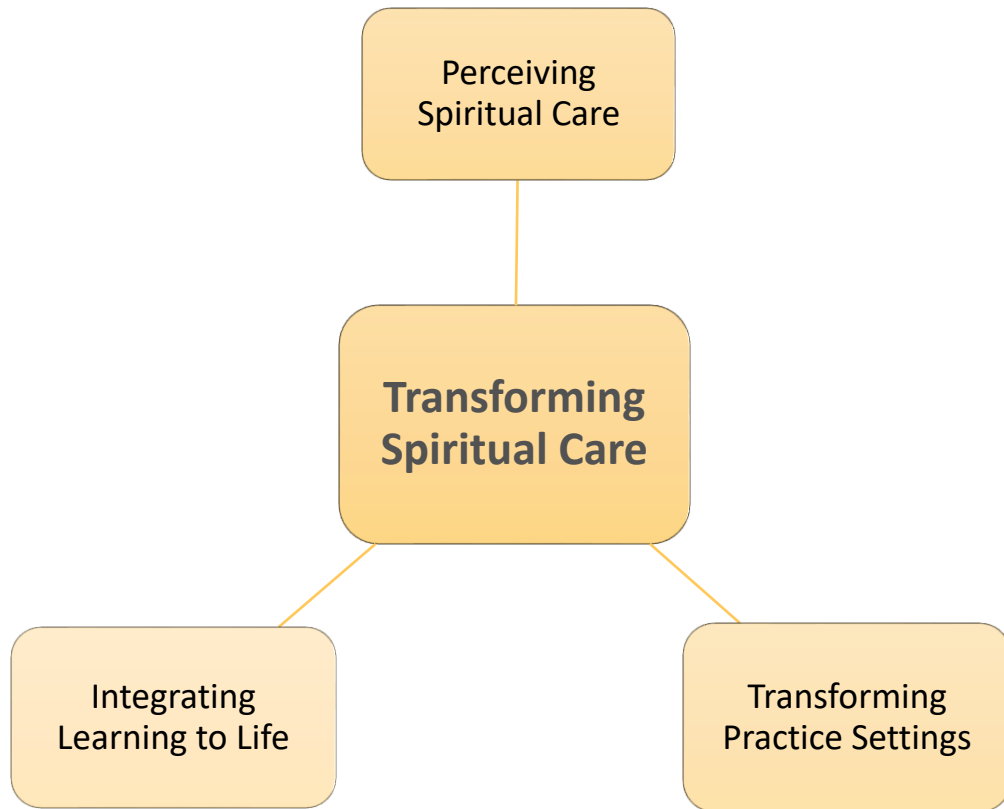 Perceiving
Spiritual Care
Transforming
Spiritual Care
Integrating
Learning to Life
Transforming
Practice Settings